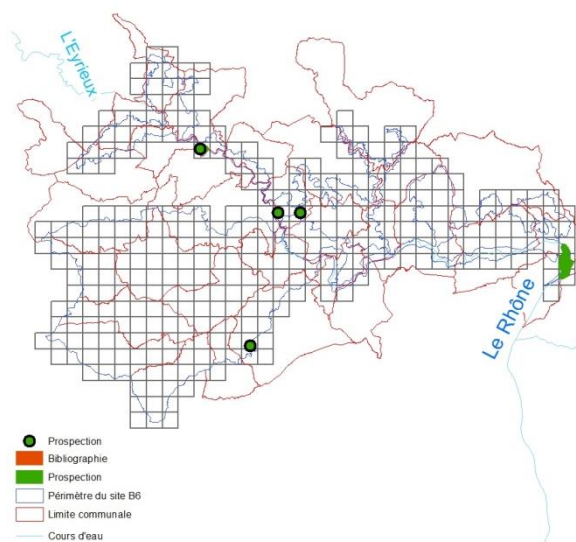 L'Eyrieux
Le Rhône
Prospection
Bibliographie
Prospection
Périmètre du site B6
Limite communale
Cours d'eau